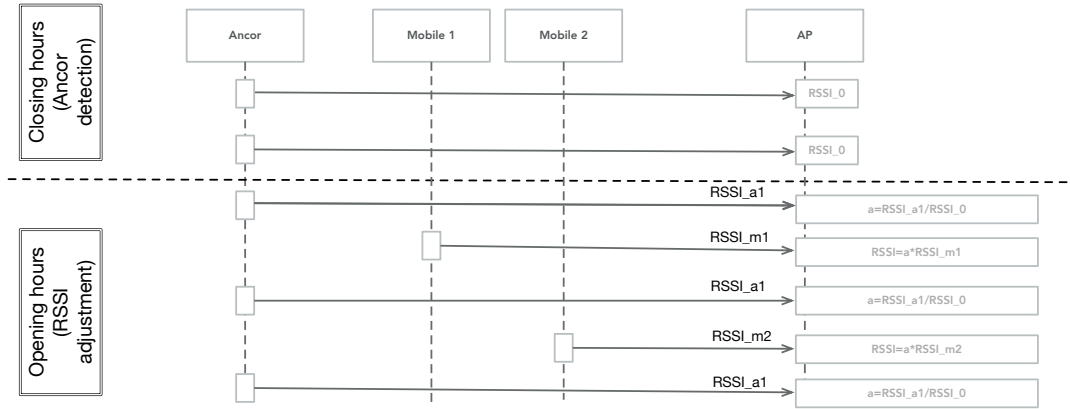 Closing hours
(Ancor
detection)
Ancor
Mobile 1
Mobile 2
AP
RSSI_0
RSSI_0
Opening hours
(RSSI
adjustment)
RSSI_a1
a=RSSI_a1/RSSI_0
RSSI_m1
RSSI=a*RSSI_m1
RSSI_a1
a=RSSI_a1/RSSI_0
RSSI_m2
RSSI=a*RSSI_m2
RSSI_a1
a=RSSI_a1/RSSI_0